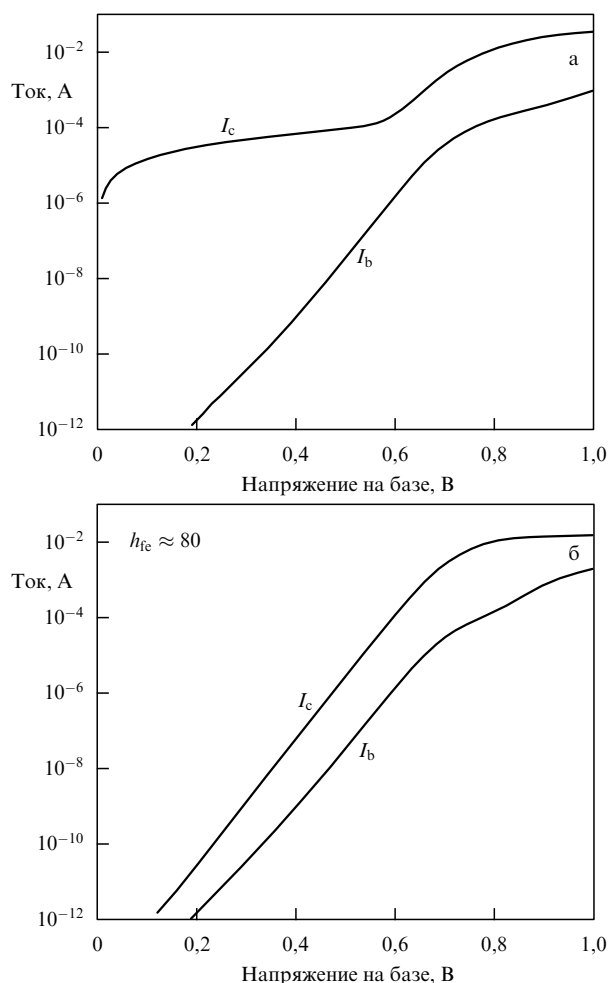 10⁻²
а
Ток, А
I_c
10⁻⁴
10⁻⁶
I_b
10⁻⁸
10⁻¹⁰
10⁻¹²
0 0,2 0,4 0,6 0,8 1,0
Напряжение на базе, В
10⁻² h_fe ≈ 80
б
Ток, А
10⁻⁴
10⁻⁶
I_c
I_b
10⁻⁸
10⁻¹⁰
10⁻¹²
0 0,2 0,4 0,6 0,8 1,0
Напряжение на базе, В